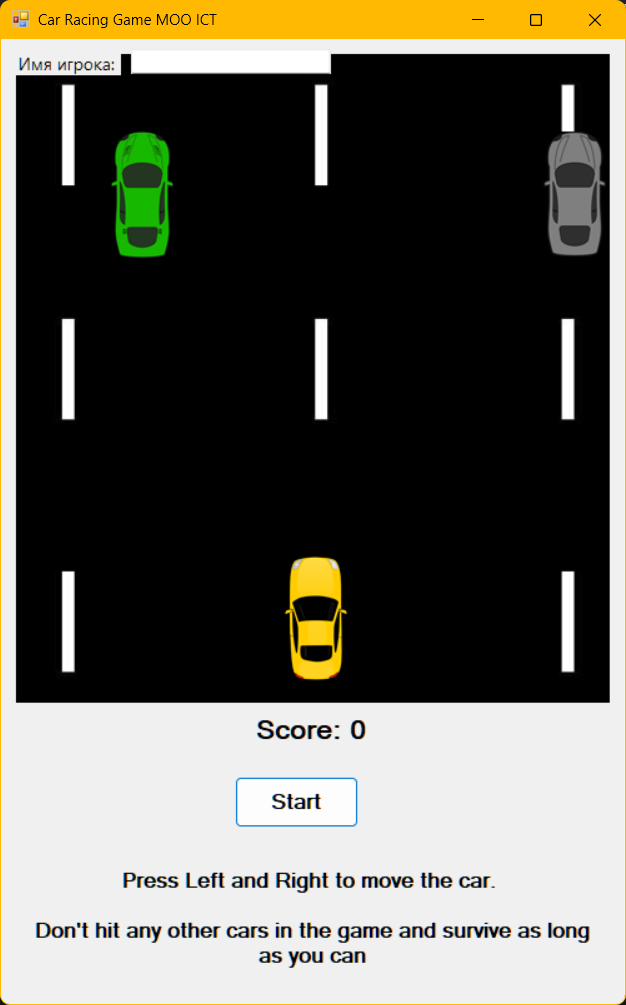 Car Racing Game MOO ICT
Имя игрока:
Score: 0
Start
Press Left and Right to move the car.
Don't hit any other cars in the game and survive as long
as you can